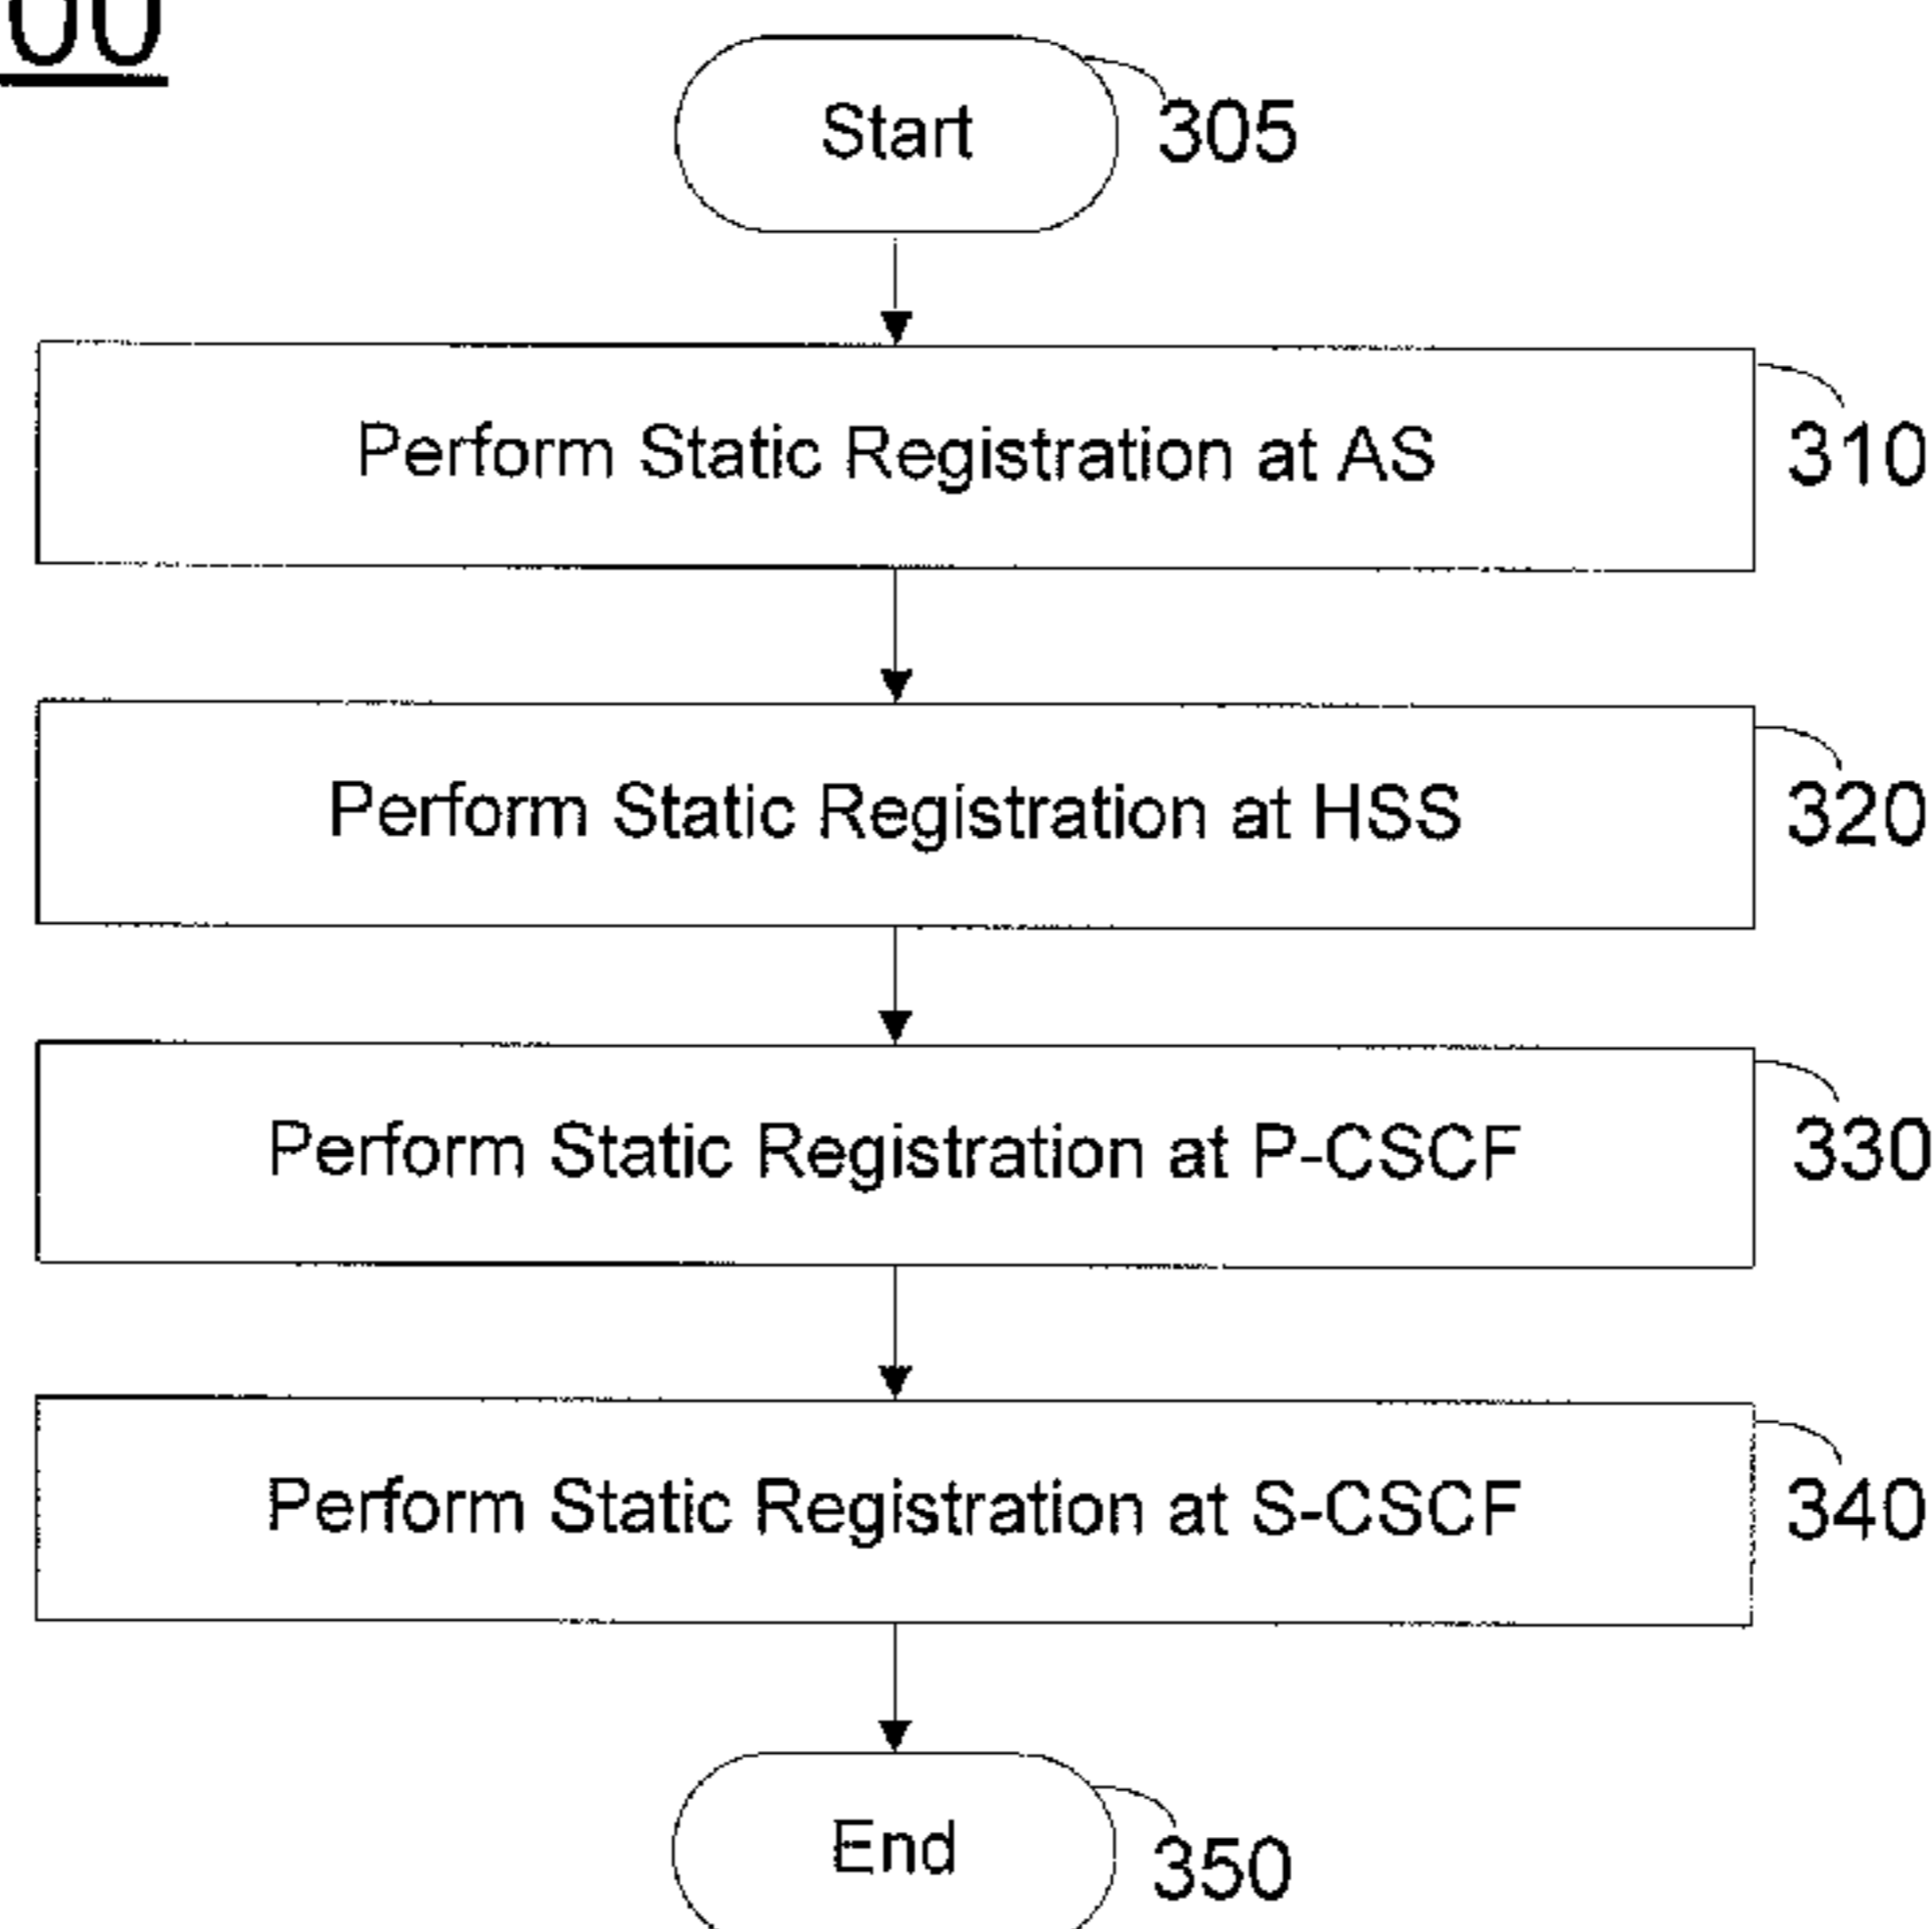 00
Start
305
Perform Static Registration at AS
310
Perform Static Registration at HSS
320
Perform Static Registration at P-CSCF
330
Perform Static Registration at S-CSCF
340
End
350